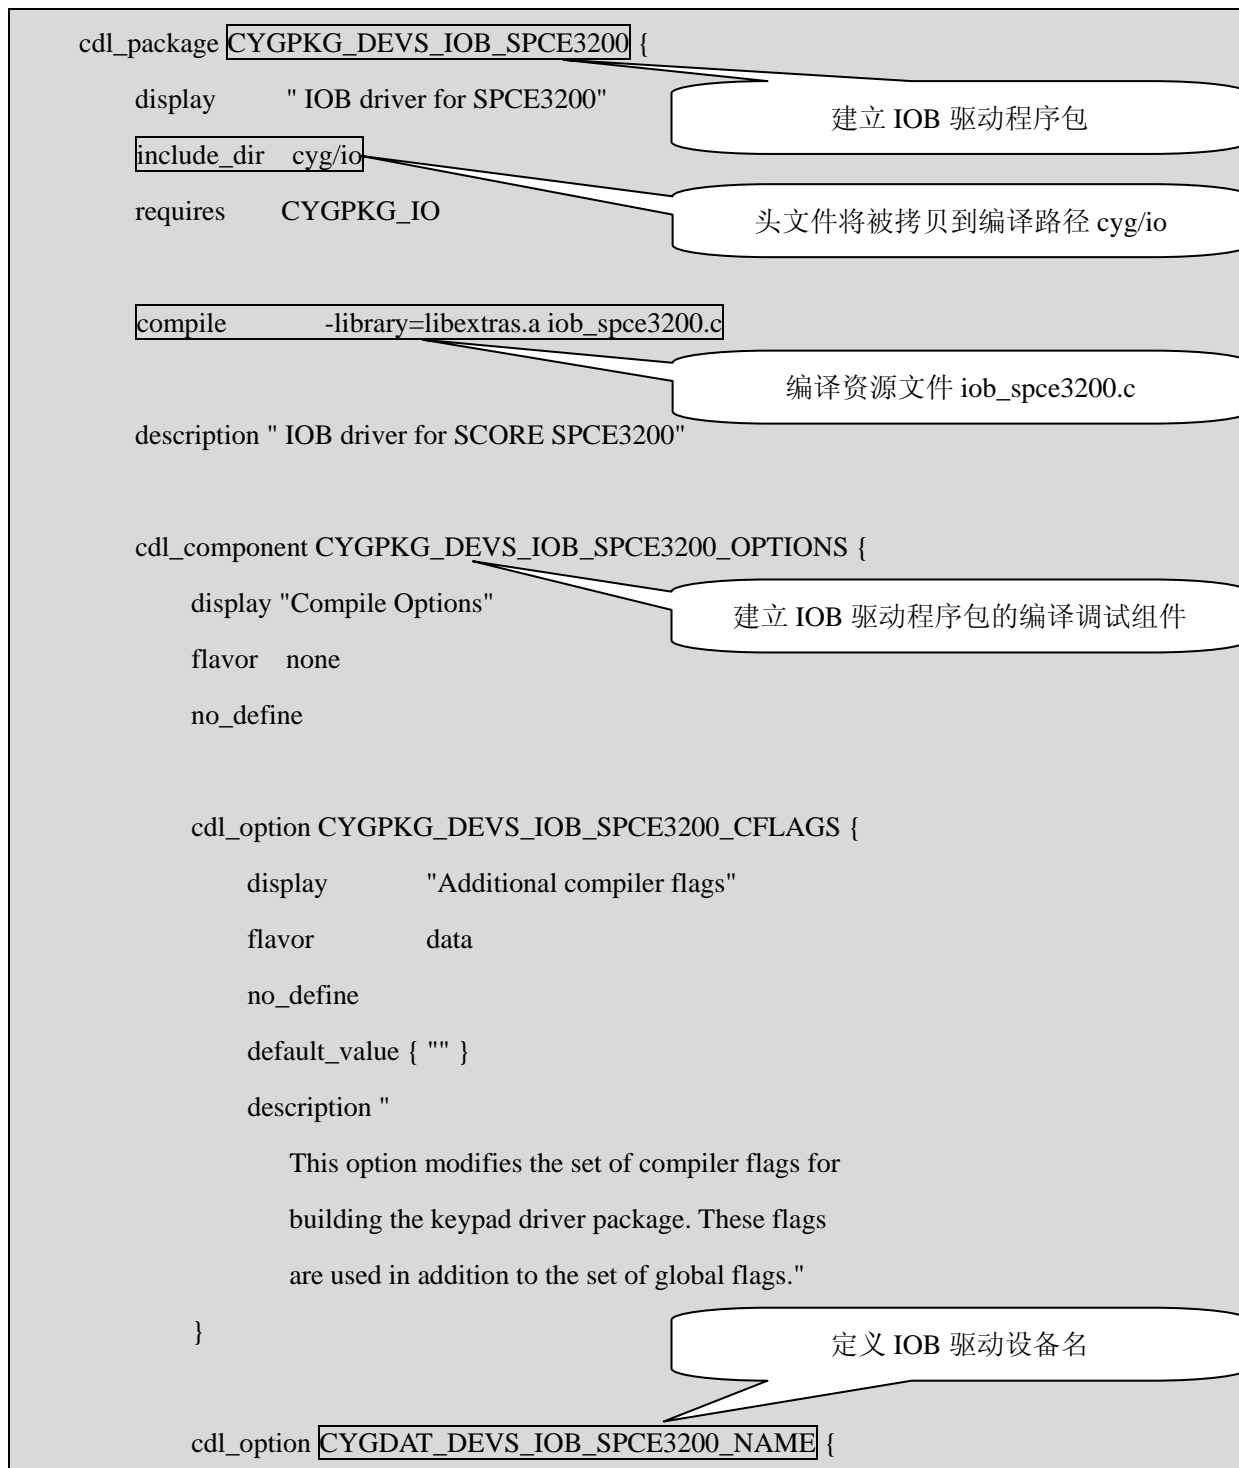 cdl_package CYGPKG_DEVS_IOB_SPCE3200 {
display " IOB driver for SPCE3200"
建立 IOB 驱动程序包
include_dir cyg/io
requires CYGPKG_IO
头文件将被拷贝到编译路径 cyg/io
compile -library=libextras.a iob_spce3200.c
编译资源文件 iob_spce3200.c
description " IOB driver for SCORE SPCE3200"
cdl_component CYGPKG_DEVS_IOB_SPCE3200_OPTIONS {
display "Compile Options"
建立 IOB 驱动程序包的编译调试组件
flavor none
no_define
cdl_option CYGPKG_DEVS_IOB_SPCE3200_CFLAGS {
display "Additional compiler flags"
flavor data
no_define
default_value { "" }
description "
This option modifies the set of compiler flags for
building the keypad driver package. These flags
are used in addition to the set of global flags."
}
定义 IOB 驱动设备名
cdl_option CYGDAT_DEVS_IOB_SPCE3200_NAME {